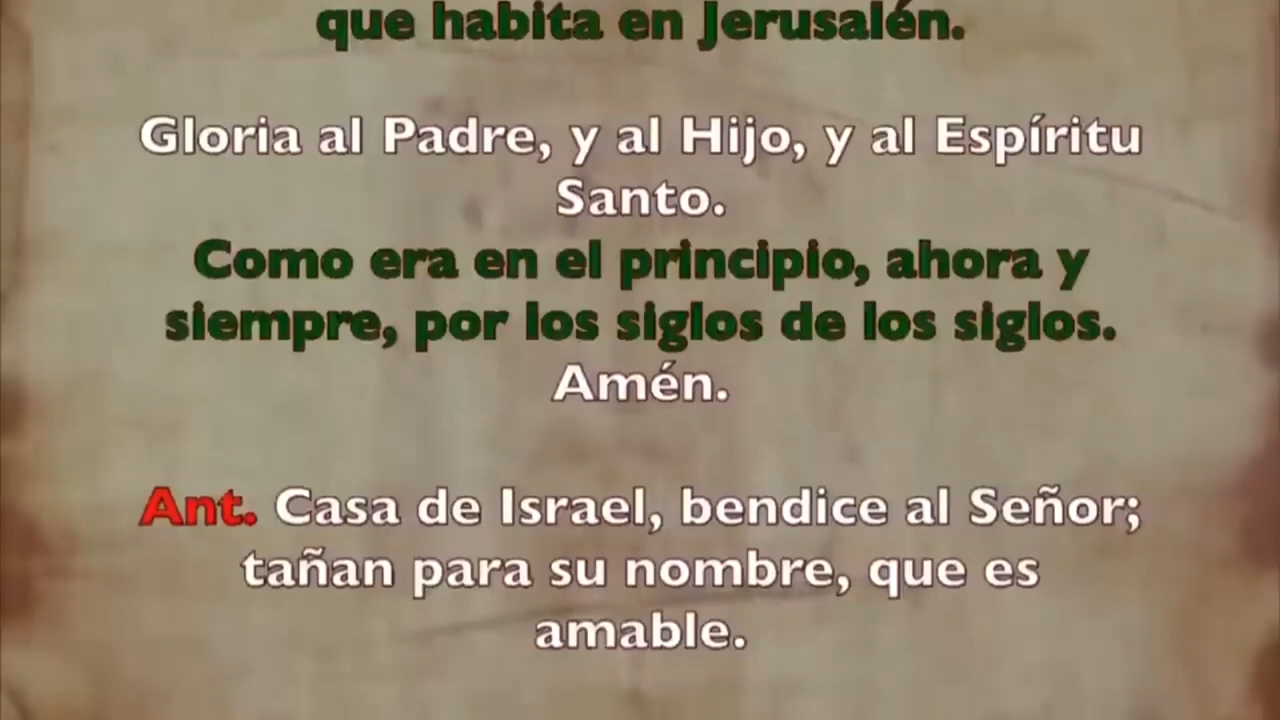 que habita en Jerusalén.
Gloria al Padre, y al Hijo, y al Espíritu
Santo.
Como era en el principio, ahora y
siempre, por los siglos de los siglos.
Amén.
Ant. Casa de Israel, bendice al Señor;
tañan para su nombre, que es
amable.